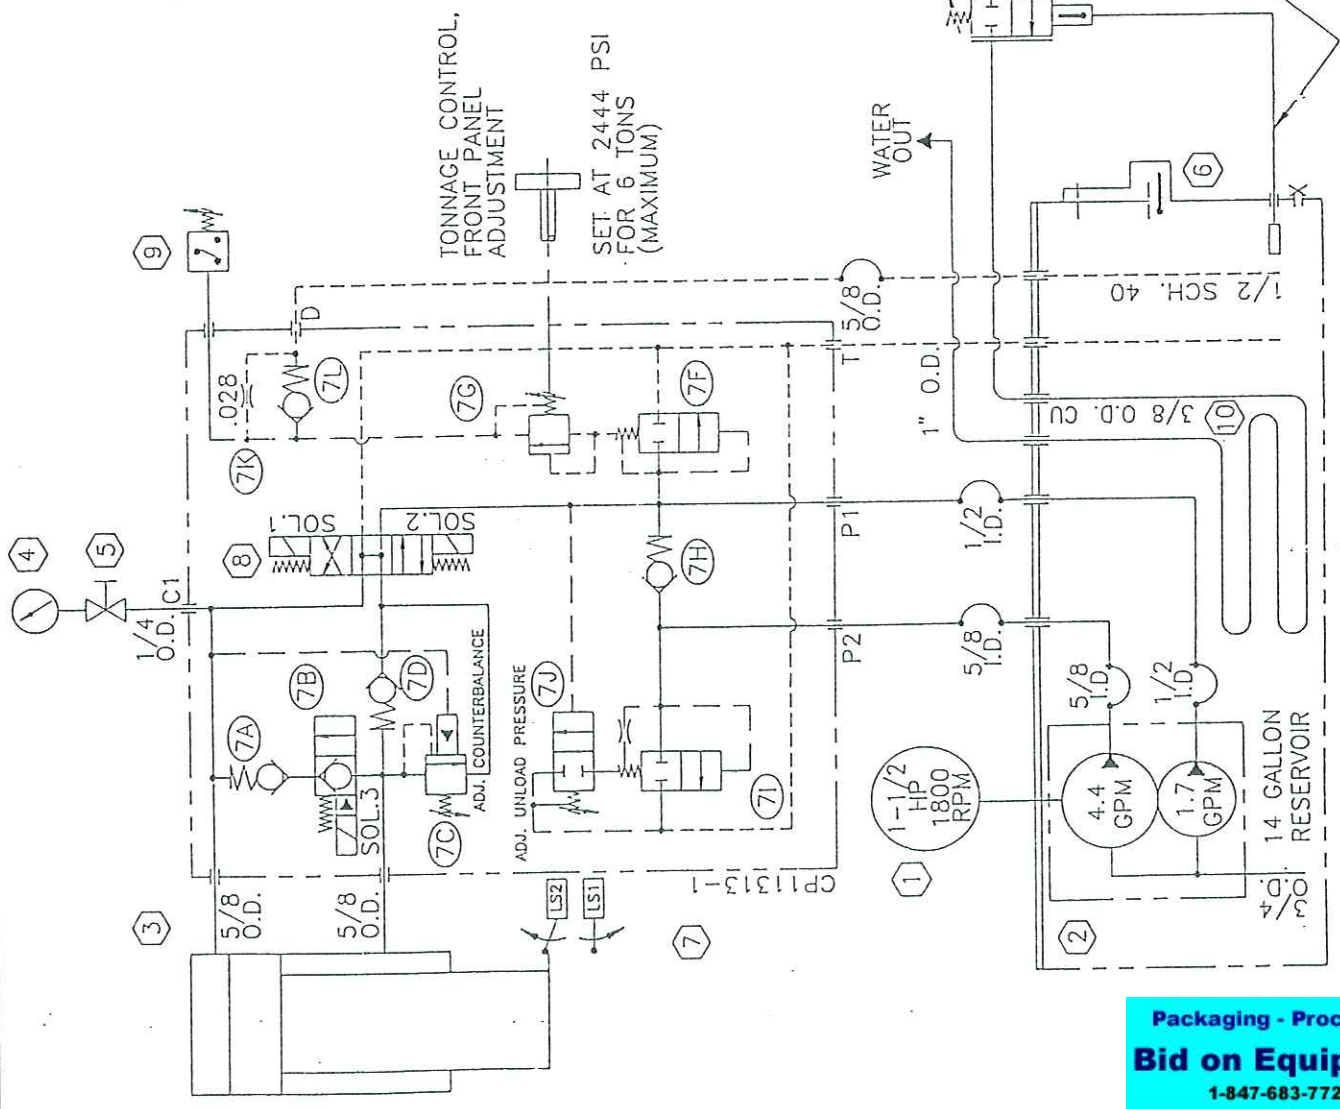 4
5
1/4
O.D.
C1
3
5/8
O.D.
5/8
O.D.
7A
7B
SOL.3
7C
7D
ADJ. COUNTERBALANCE
8
SOL.1
SOL.2
7K
.028
7L
D
9
TONNAGE CONTROL,
FRONT PANEL
ADJUSTMENT
SET AT 2444 PSI
FOR 6 TONS
(MAXIMUM)
7G
7F
7H
ADJ. UNLOAD PRESSURE
7J
7I
LS2
LS1
7
CP11313-1
P2
P1
T
5/8
O.D.
1" O.D.
WATER
OUT
5/8
I.D.
1/2
I.D.
3/8 O.D. CU
10
1/2 SCH. 40
6
X
1
1-1/2
HP
1800
RPM
2
4.4
GPM
1.7
GPM
5/8
I.D.
1/2
I.D.
3/4
O.D.
14 GALLON
RESERVOIR
Packaging - Proc
Bid on Equip
1-847-683-772